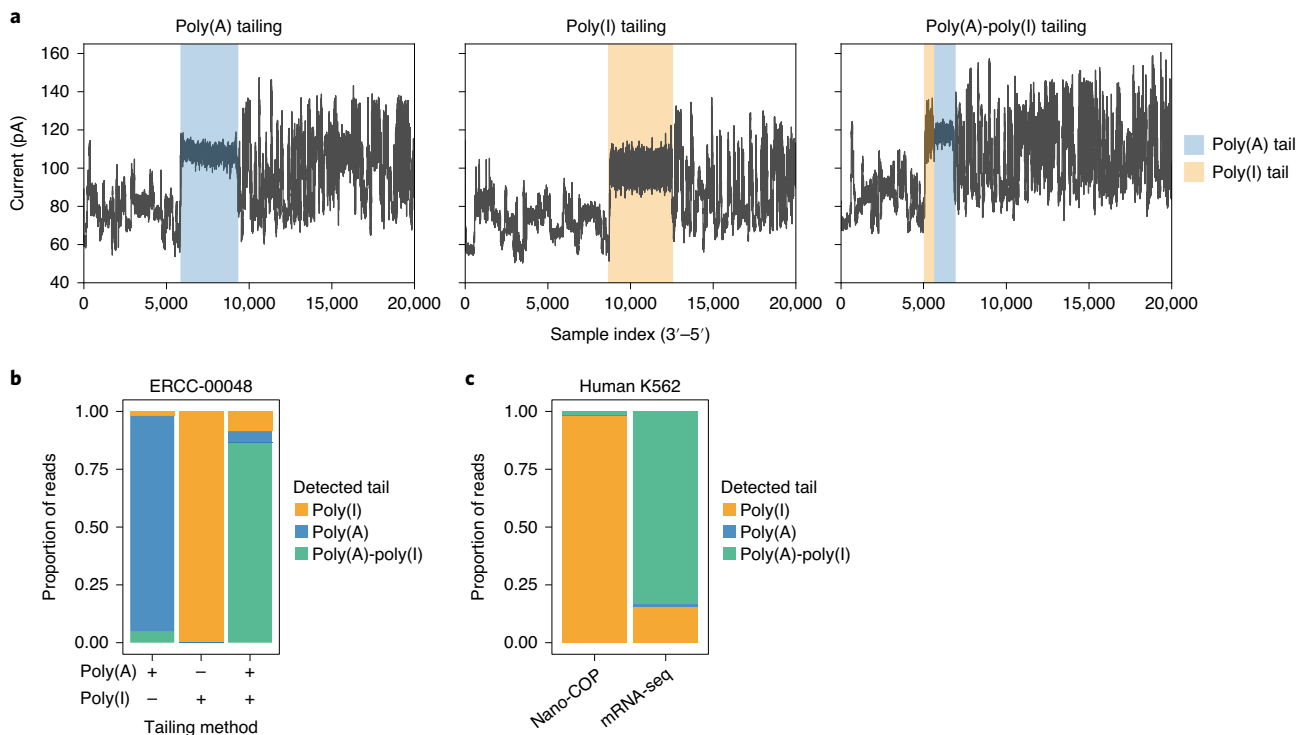 a
Poly(A) tailing
Poly(I) tailing
Poly(A)-poly(I) tailing
160
140
120
100
80
60
40
Current (pA)
0 5,000 10,000 15,000 20,000
0 5,000 10,000 15,000 20,000
0 5,000 10,000 15,000 20,000
Sample index (3′–5′)
Poly(A) tail
Poly(I) tail
b
ERCC-00048
1.00
0.75
0.50
0.25
0.00
Proportion of reads
Detected tail
Poly(I)
Poly(A)
Poly(A)-poly(I)
Poly(A) + – +
Poly(I) – + +
Tailing method
c
Human K562
1.00
0.75
0.50
0.25
0.00
Proportion of reads
Detected tail
Poly(I)
Poly(A)
Poly(A)-poly(I)
Nano-COP
mRNA-seq